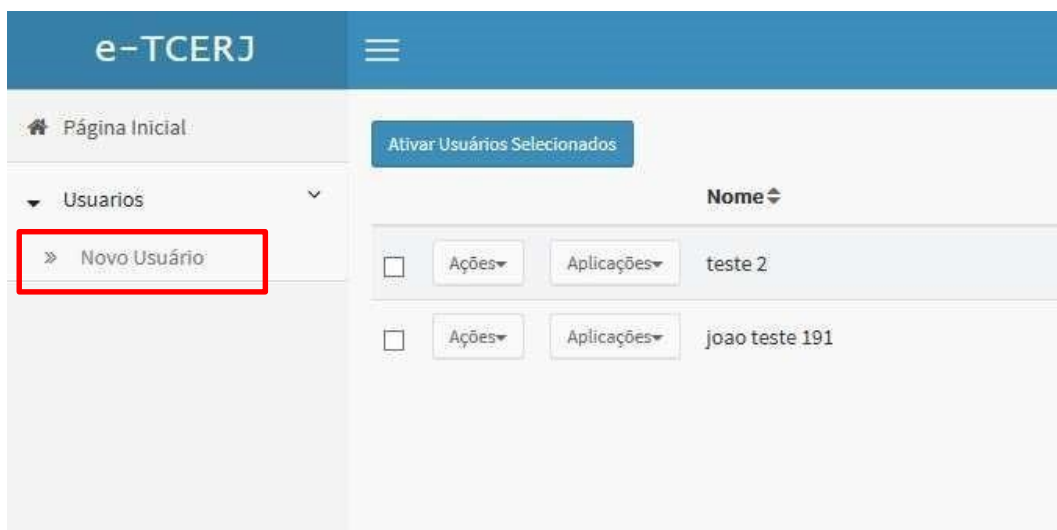 e-TCERJ
Página Inicial
Usuarios
» Novo Usuário
Ativar Usuários Selecionados
Nome
Ações Aplicações teste 2
Ações Aplicações joao teste 191